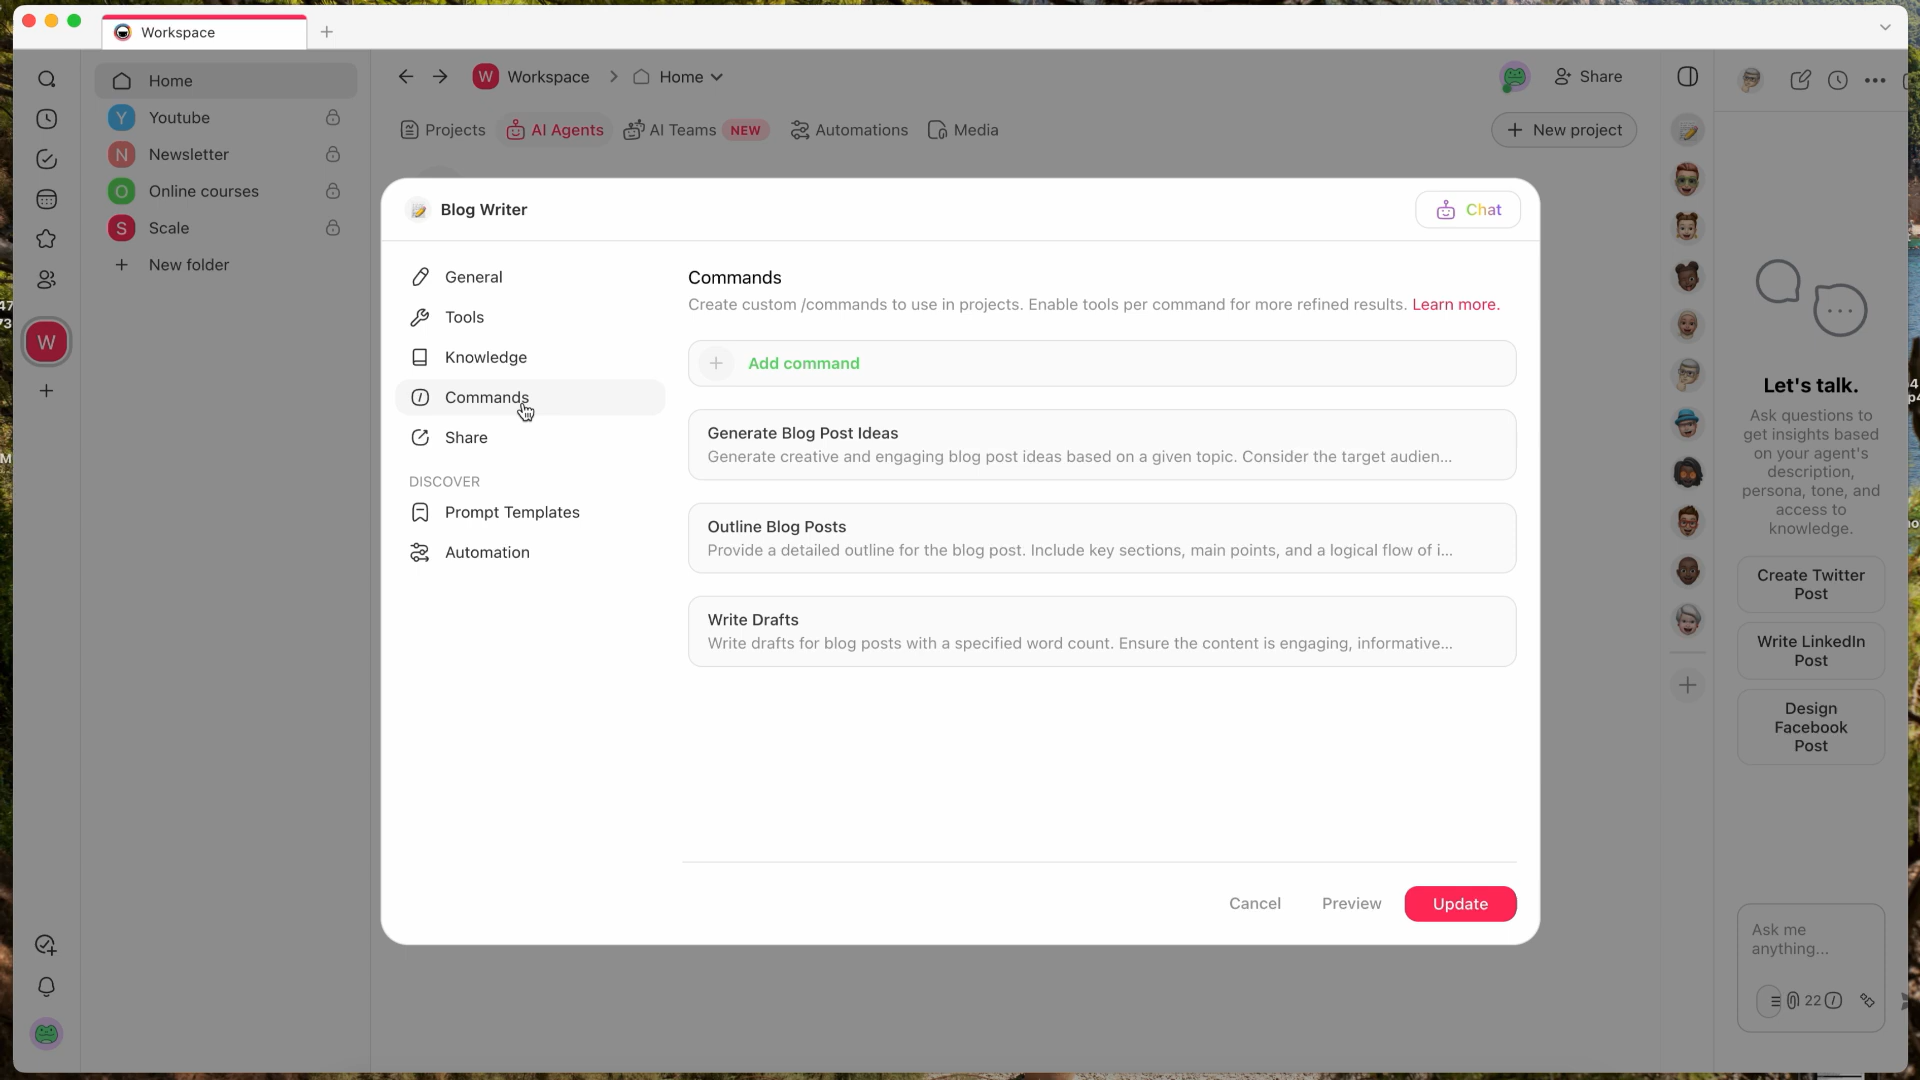 Workspace
Home
Youtube
Newsletter
Online courses
Scale
New folder
Y
N
O
S
W
W
Workspace
Home
Share
Projects
AI Agents
AI Teams
NEW
Automations
Media
New project
Blog Writer
Chat
General
Tools
Knowledge
Commands
Share
DISCOVER
Prompt Templates
Automation
Commands
Create custom /commands to use in projects. Enable tools per command for more refined results. Learn more.
Add command
Generate Blog Post Ideas
Generate creative and engaging blog post ideas based on a given topic. Consider the target audien...
Outline Blog Posts
Provide a detailed outline for the blog post. Include key sections, main points, and a logical flow of i...
Write Drafts
Write drafts for blog posts with a specified word count. Ensure the content is engaging, informative...
Cancel
Preview
Update
Let's talk.
Ask questions to
get insights based
on your agent's
description,
persona, tone, and
access to
knowledge.
Create Twitter
Post
Write LinkedIn
Post
Design
Facebook
Post
Ask me
anything...
22